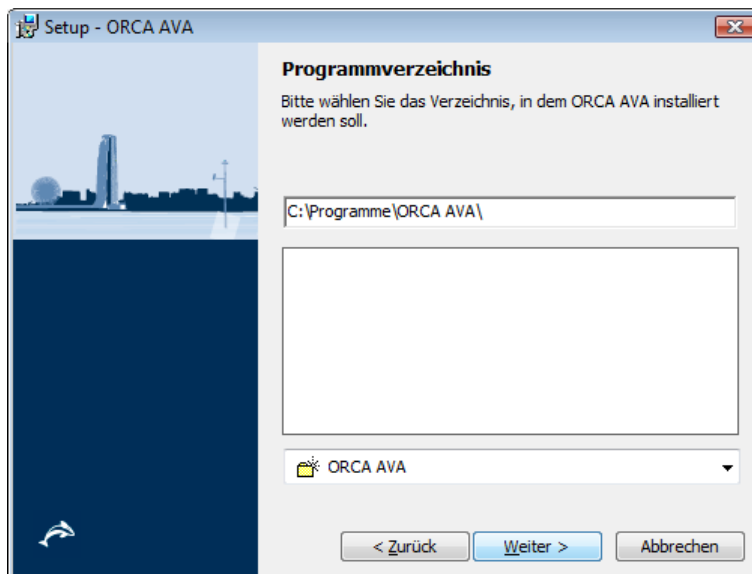 Setup - ORCA AVA
Programmverzeichnis
Bitte wählen Sie das Verzeichnis, in dem ORCA AVA installiert
werden soll.
C:\Programme\ORCA AVA\
ORCA AVA
< Zurück
Weiter >
Abbrechen